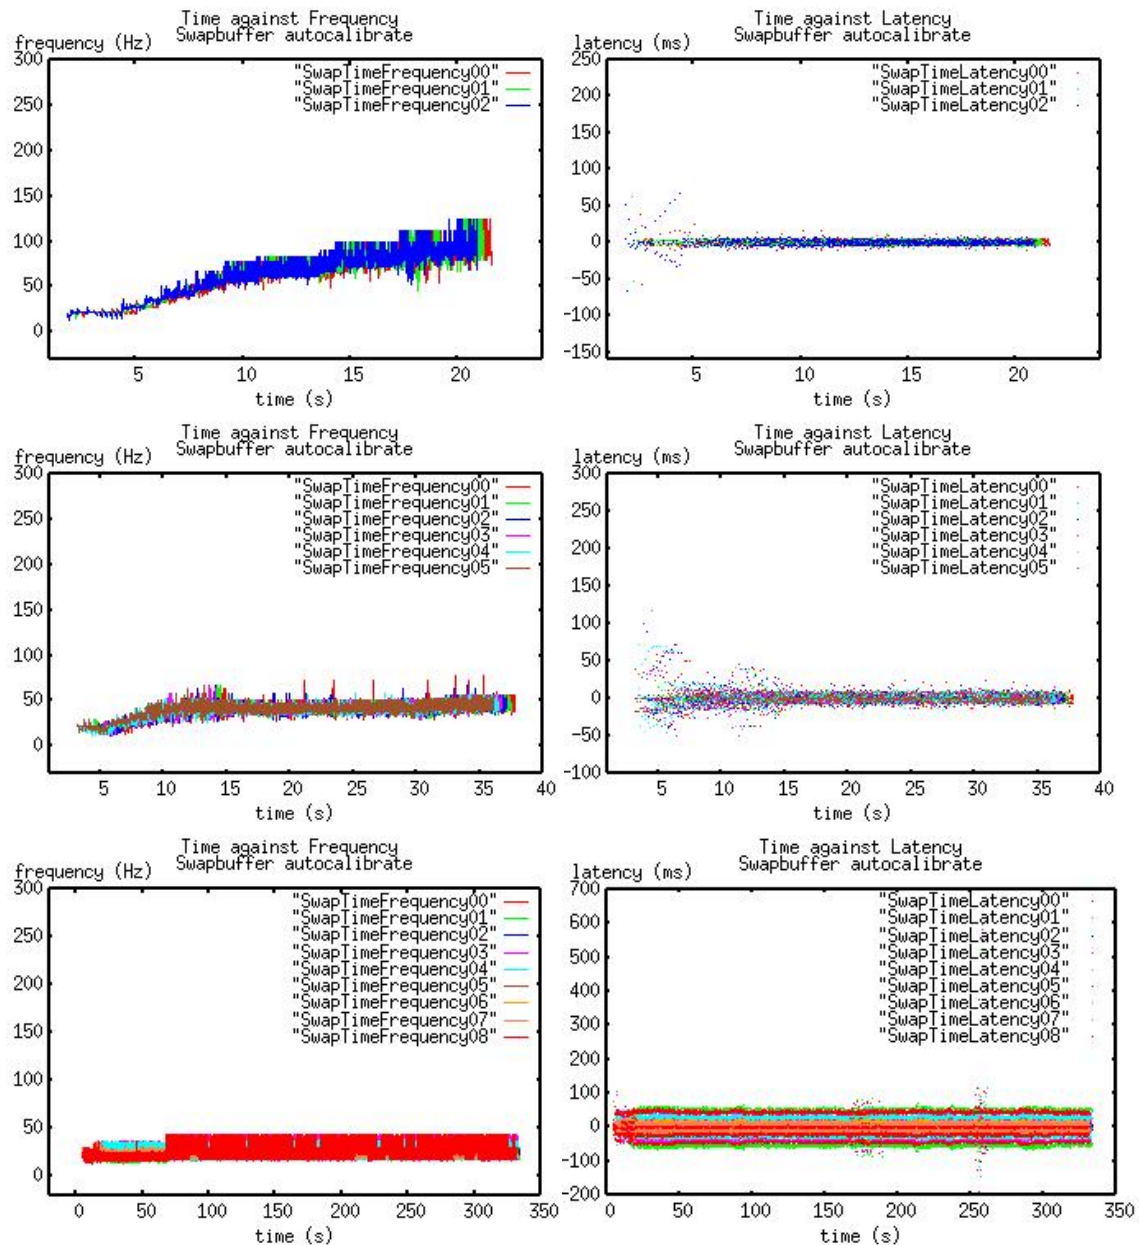 Time against Frequency
Swapbuffer autocalibrate
frequency (Hz)
300
250
200
150
100
50
0
"SwapTimeFrequency00"
"SwapTimeFrequency01"
"SwapTimeFrequency02"
5
10
15
20
time (s)
Time against Latency
Swapbuffer autocalibrate
latency (ms)
250
200
150
100
50
0
-50
-100
-150
"SwapTimeLatency00"
"SwapTimeLatency01"
"SwapTimeLatency02"
5
10
15
20
time (s)
Time against Frequency
Swapbuffer autocalibrate
frequency (Hz)
300
250
200
150
100
50
0
"SwapTimeFrequency00"
"SwapTimeFrequency01"
"SwapTimeFrequency02"
"SwapTimeFrequency03"
"SwapTimeFrequency04"
"SwapTimeFrequency05"
5
10
15
20
25
30
35
40
time (s)
Time against Latency
Swapbuffer autocalibrate
latency (ms)
300
250
200
150
100
50
0
-50
-100
"SwapTimeLatency00"
"SwapTimeLatency01"
"SwapTimeLatency02"
"SwapTimeLatency03"
"SwapTimeLatency04"
"SwapTimeLatency05"
5
10
15
20
25
30
35
40
time (s)
Time against Frequency
Swapbuffer autocalibrate
frequency (Hz)
300
250
200
150
100
50
0
"SwapTimeFrequency00"
"SwapTimeFrequency01"
"SwapTimeFrequency02"
"SwapTimeFrequency03"
"SwapTimeFrequency04"
"SwapTimeFrequency05"
"SwapTimeFrequency06"
"SwapTimeFrequency07"
"SwapTimeFrequency08"
0
50
100
150
200
250
300
350
time (s)
Time against Latency
Swapbuffer autocalibrate
latency (ms)
700
600
500
400
300
200
100
0
-100
-200
"SwapTimeLatency00"
"SwapTimeLatency01"
"SwapTimeLatency02"
"SwapTimeLatency03"
"SwapTimeLatency04"
"SwapTimeLatency05"
"SwapTimeLatency06"
"SwapTimeLatency07"
"SwapTimeLatency08"
0
50
100
150
200
250
300
350
time (s)